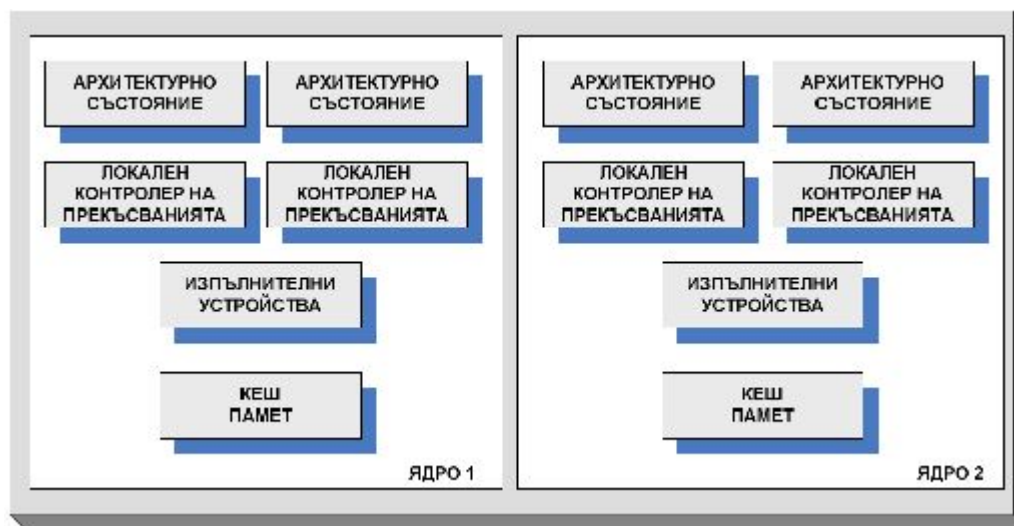 АРХИТЕКТУРНО
СЪСТОЯНИЕ
АРХИТЕКТУРНО
СЪСТОЯНИЕ
ЛОКАЛЕН
КОНТРОЛЕР НА
ПРЕКЪСВАНИЯТА
ЛОКАЛЕН
КОНТРОЛЕР НА
ПРЕКЪСВАНИЯТА
ИЗПЪЛНИТЕЛНИ
УСТРОЙСТВА
КЕШ
ПАМЕТ
ЯДРО 1
АРХИТЕКТУРНО
СЪСТОЯНИЕ
АРХИТЕКТУРНО
СЪСТОЯНИЕ
ЛОКАЛЕН
КОНТРОЛЕР НА
ПРЕКЪСВАНИЯТА
ЛОКАЛЕН
КОНТРОЛЕР НА
ПРЕКЪСВАНИЯТА
ИЗПЪЛНИТЕЛНИ
УСТРОЙСТВА
КЕШ
ПАМЕТ
ЯДРО 2